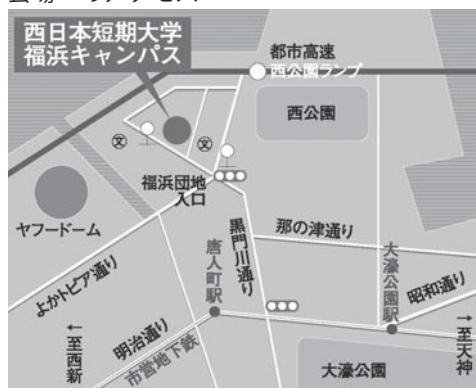 西日本短期大学
福浜キャンパス
都市高速
西公園ランプ
西公園
文
文
福浜団地
入口
ヤフードーム
よかトピア通り
黒門川通り
那の津通り
唐人町駅
大濠公園駅
昭和通り
←至西新
明治通り
市営地下鉄
→至天神
大濠公園